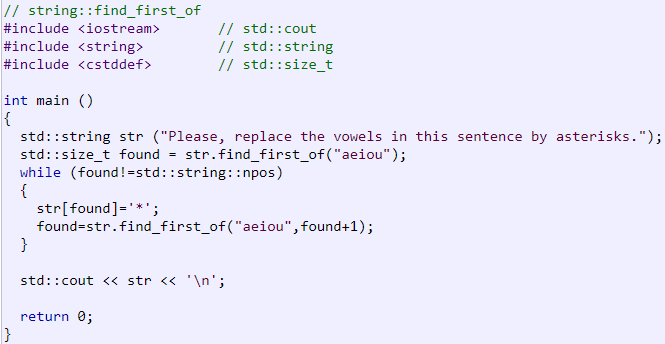 // string::find_first_of
#include <iostream>       // std::cout
#include <string>         // std::string
#include <cstddef>        // std::size_t

int main ()
{
  std::string str ("Please, replace the vowels in this sentence by asterisks.");
  std::size_t found = str.find_first_of("aeiou");
  while (found!=std::string::npos)
  {
    str[found]='*';
    found=str.find_first_of("aeiou",found+1);
  }

  std::cout << str << '\n';

  return 0;
}